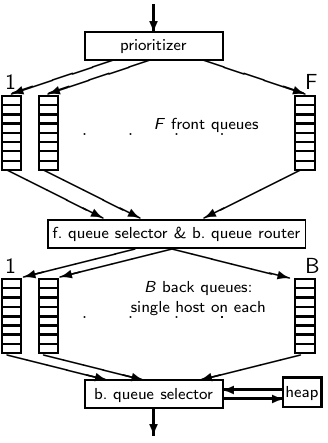 prioritizer
1
F
F front queues
f. queue selector & b. queue router
1
B
B back queues:
single host on each
b. queue selector
heap